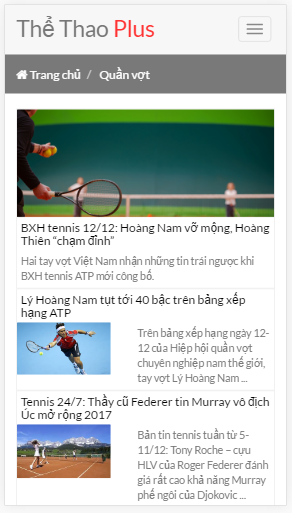 Thể Thao Plus
Trang chủ / Quần vợt
BXH tennis 12/12: Hoàng Nam vỡ mộng, Hoàng
Thiên “chạm đỉnh”
Hai tay vợt Việt Nam nhận những tin trái ngược khi
BXH tennis ATP mới công bố.
Lý Hoàng Nam tụt tới 40 bậc trên bảng xếp
hạng ATP
Trên bảng xếp hạng ngày 12-
12 của Hiệp hội quần vợt
chuyên nghiệp nam thế giới,
tay vợt Lý Hoàng Nam ...
Tennis 24/7: Thầy cũ Federer tin Murray vô địch
Úc mở rộng 2017
Bản tin tennis tuần từ 5-
11/12: Tony Roche – cựu
HLV của Roger Federer đánh
giá rất cao khả năng Murray
phế ngôi của Djokovic ...